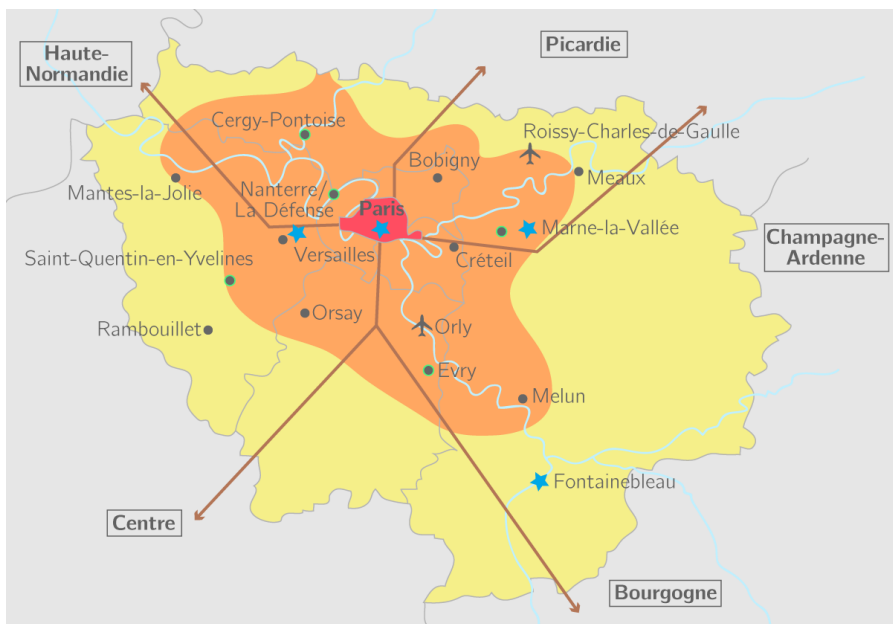 Haute-
Normandie
Picardie
Cergy-Pontoise
Roissy-Charles-de-Gaulle
Bobigny
Meaux
Mantes-la-Jolie
Nanterre/
La Défense
Paris
Marne-la-Vallée
Champagne-
Ardenne
Versailles
Créteil
Saint-Quentin-en-Yvelines
Orsay
Orly
Rambouillet
Evry
Melun
Fontainebleau
Centre
Bourgogne